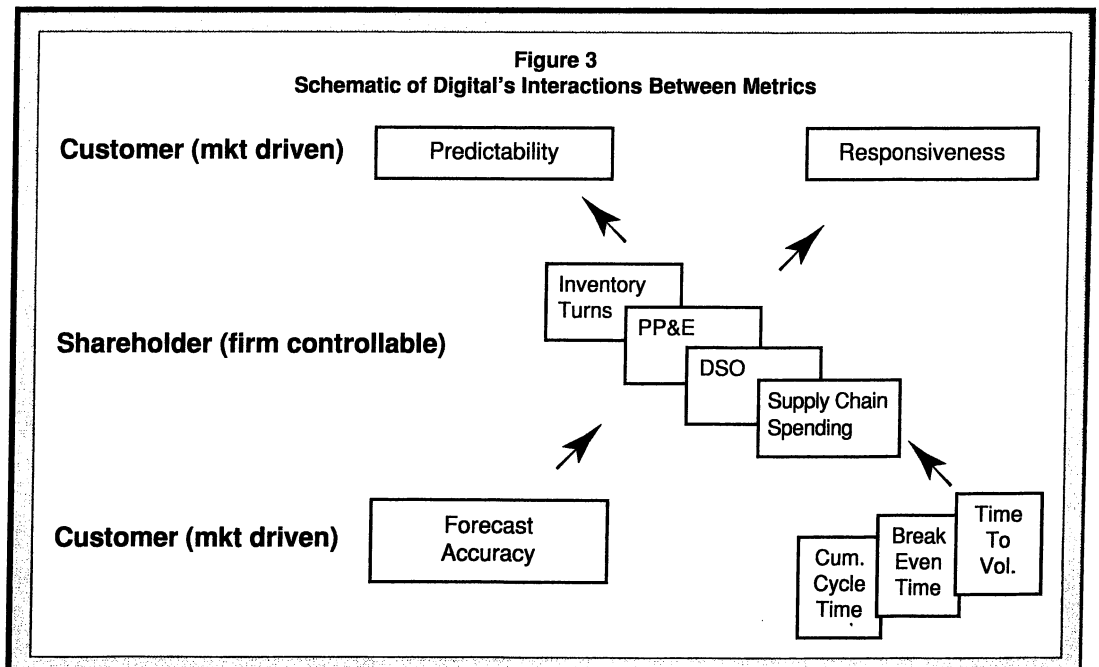 Figure 3
Schematic of Digital's Interactions Between Metrics
Customer (mkt driven)
Predictability
Responsiveness
Inventory
Turns
PP&E
Shareholder (firm controllable)
DSO
Supply Chain
Spending
Customer (mkt driven)
Forecast
Accuracy
Cum.
Cycle
Time
Break
Even
Time
Time
To
Vol.